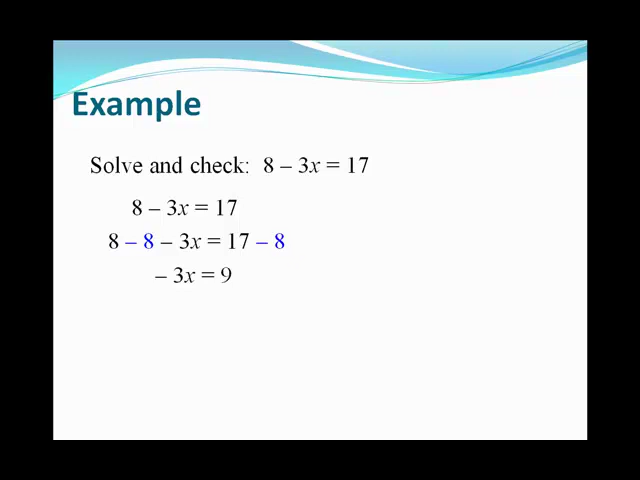 Example
Solve and check: 8 – 3x = 17
8 – 3x = 17
8 – 8 – 3x = 17 – 8
– 3x = 9